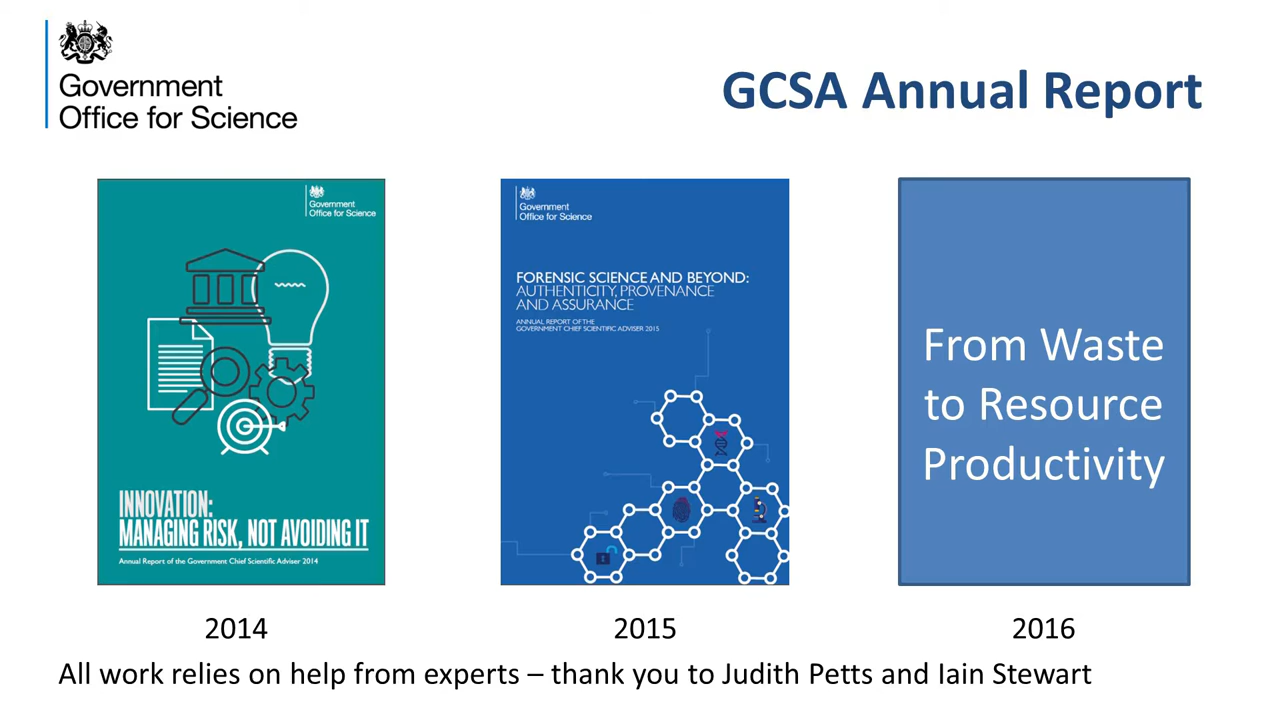 Government
Office for Science
GCSA Annual Report
Government
Office for Science
INNOVATION:
MANAGING RISK, NOT AVOIDING IT
Annual Report of the Government Chief Scientific Adviser 2014
Government
Office for Science
FORENSIC SCIENCE AND BEYOND:
AUTHENTICITY, PROVENANCE
AND ASSURANCE
ANNUAL REPORT OF THE
GOVERNMENT CHIEF SCIENTIFIC ADVISER 2015
From Waste
to Resource
Productivity
2014
2015
2016
All work relies on help from experts – thank you to Judith Petts and Iain Stewart